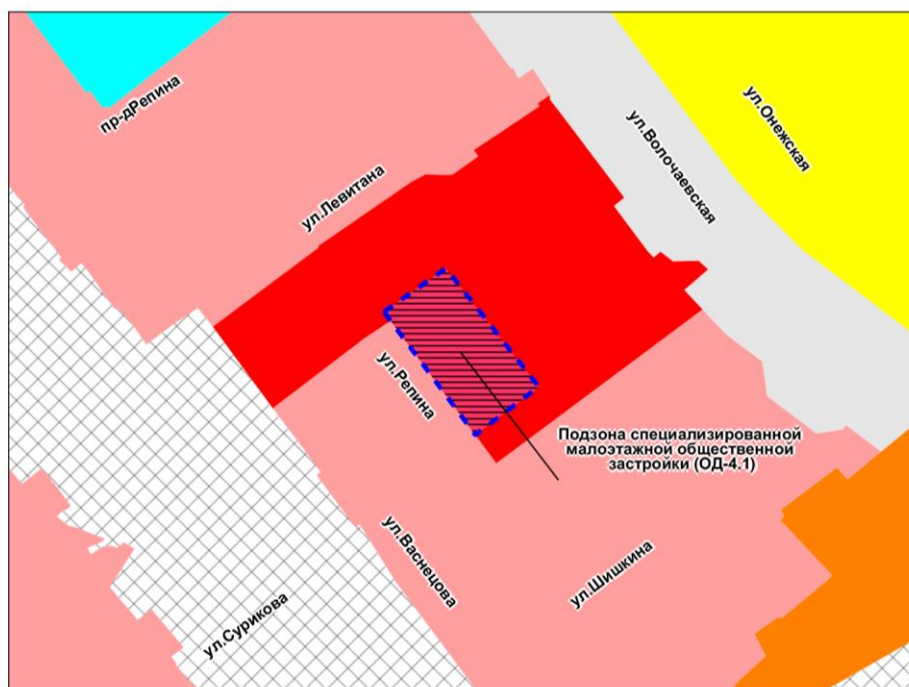 пр-дРепина
ул.Левитана
ул.Волочаевская
ул.Онежская
ул.Репина
Подзона специализированной
малоэтажной общественной
застройки (ОД-4.1)
ул.Васнецова
ул.Шишкина
ул.Сурикова